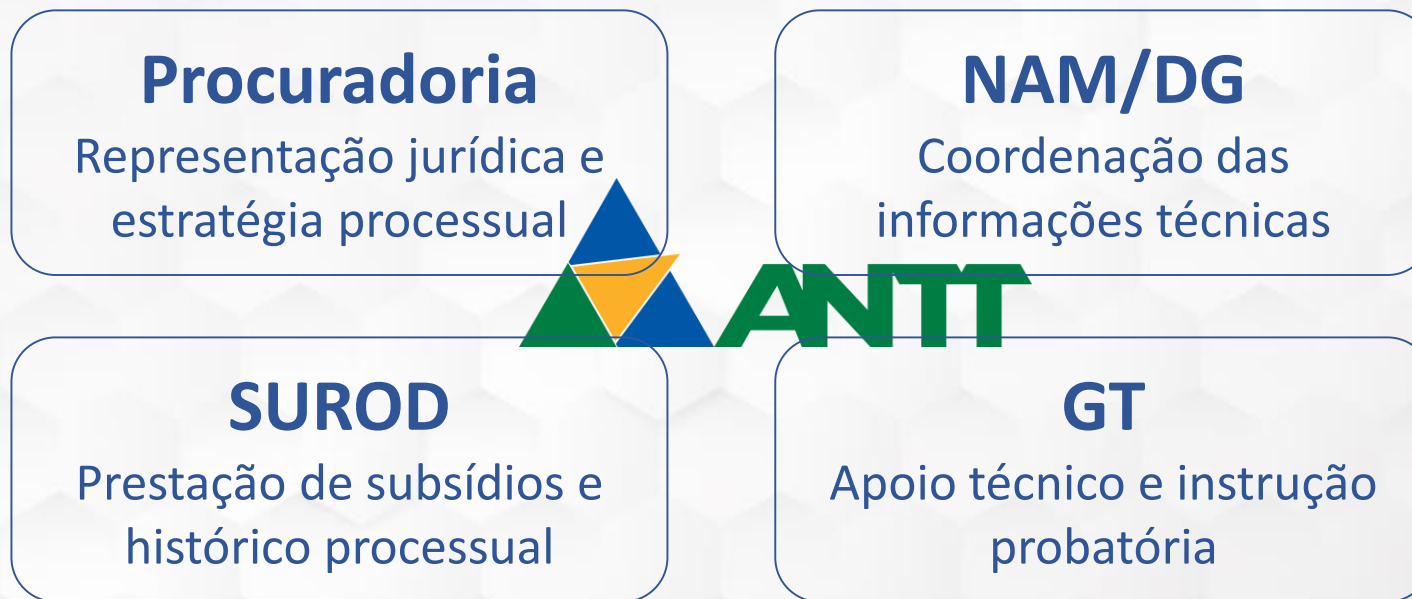 Procuradoria
Representação jurídica e
estratégia processual
NAM/DG
Coordenação das
informações técnicas
ANTT
SUROD
Prestação de subsídios e
histórico processual
GT
Apoio técnico e instrução
probatória